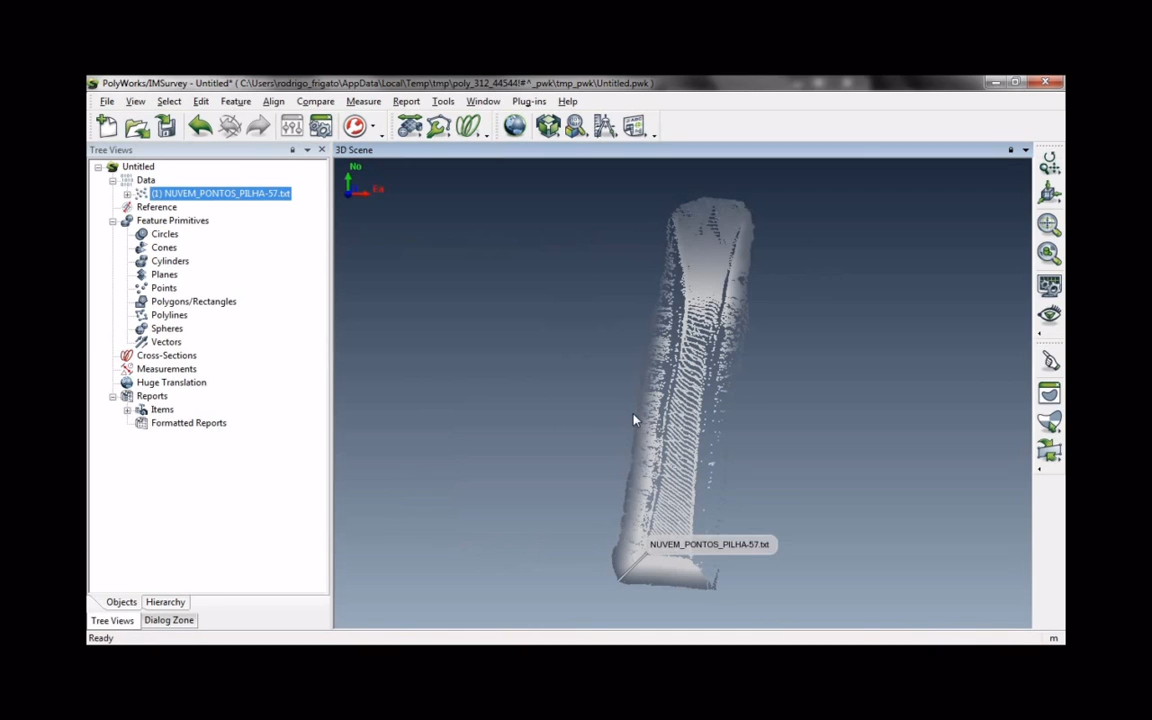 PolyWorks/IMSurvey - Untitled* ( C:\Users\rodrigo_frigato\AppData\Local\Temp\tmp\poly_312_44544!#^_pwk\tmp_pwk\Untitled.pwk )
File View Select Edit Feature Align Compare Measure Report Tools Window Plug-ins Help
Tree Views
3D Scene
Untitled
Data
(1) NUVEM_PONTOS_PILHA-57.txt
Reference
Feature Primitives
Circles
Cones
Cylinders
Planes
Points
Polygons/Rectangles
Polylines
Spheres
Vectors
Cross-Sections
Measurements
Huge Translation
Reports
Items
Formatted Reports
No
Ea
NUVEM_PONTOS_PILHA-57.txt
Objects Hierarchy
Tree Views Dialog Zone
Ready
m